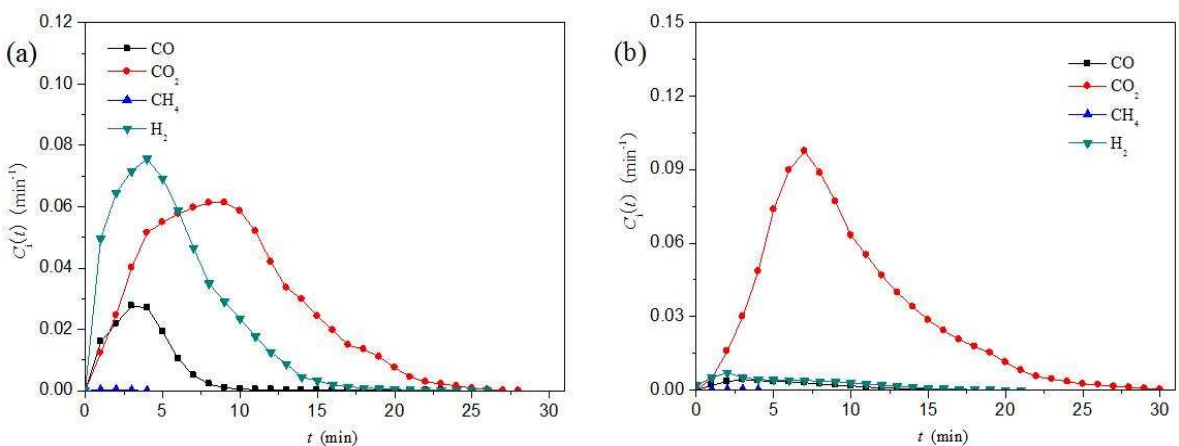 (a)
0.12
0.10
0.08
0.06
0.04
0.02
0.00
C_i(t) (min⁻¹)
CO
CO₂
CH₄
H₂
0 5 10 15 20 25 30
t (min)
(b)
0.15
0.12
0.09
0.06
0.03
0.00
C_i(t) (min⁻¹)
CO
CO₂
CH₄
H₂
0 5 10 15 20 25 30
t (min)